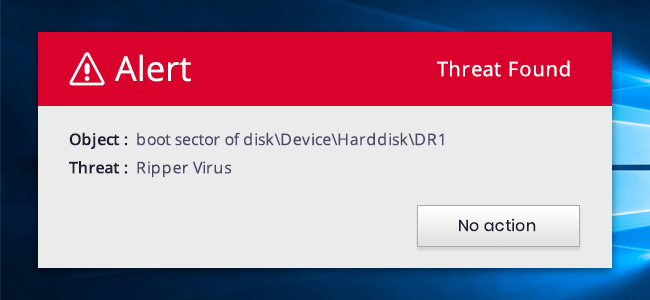 Alert
Threat Found
Object : boot sector of disk\Device\Harddisk\DR1
Threat : Ripper Virus
No action